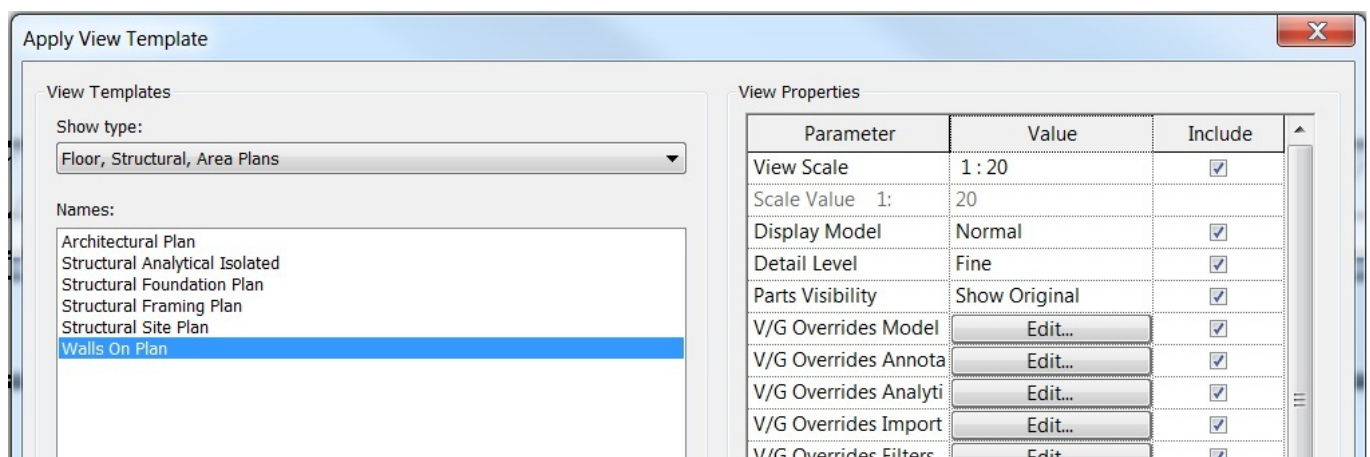 Apply View Template
X
View Templates
Show type:
Floor, Structural, Area Plans
Names:
Architectural Plan
Structural Analytical Isolated
Structural Foundation Plan
Structural Framing Plan
Structural Site Plan
Walls On Plan
View Properties
Parameter Value Include
View Scale 1 : 20
Scale Value 1: 20
Display Model Normal
Detail Level Fine
Parts Visibility Show Original
V/G Overrides Model Edit...
V/G Overrides Annota Edit...
V/G Overrides Analyti Edit...
V/G Overrides Import Edit...
V/G Overrides Filters Edit...